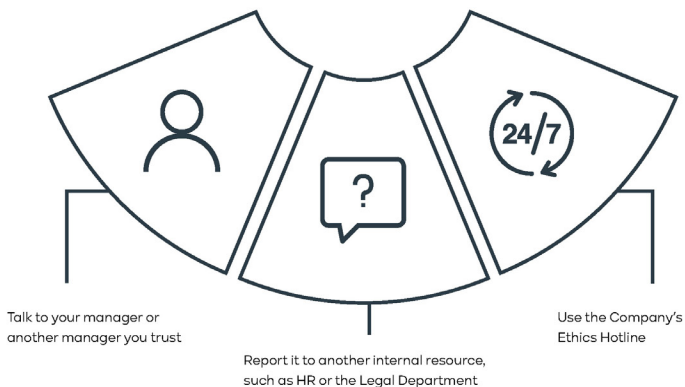 ?
24/7
Talk to your manager or
another manager you trust
Report it to another internal resource,
such as HR or the Legal Department
Use the Company's
Ethics Hotline